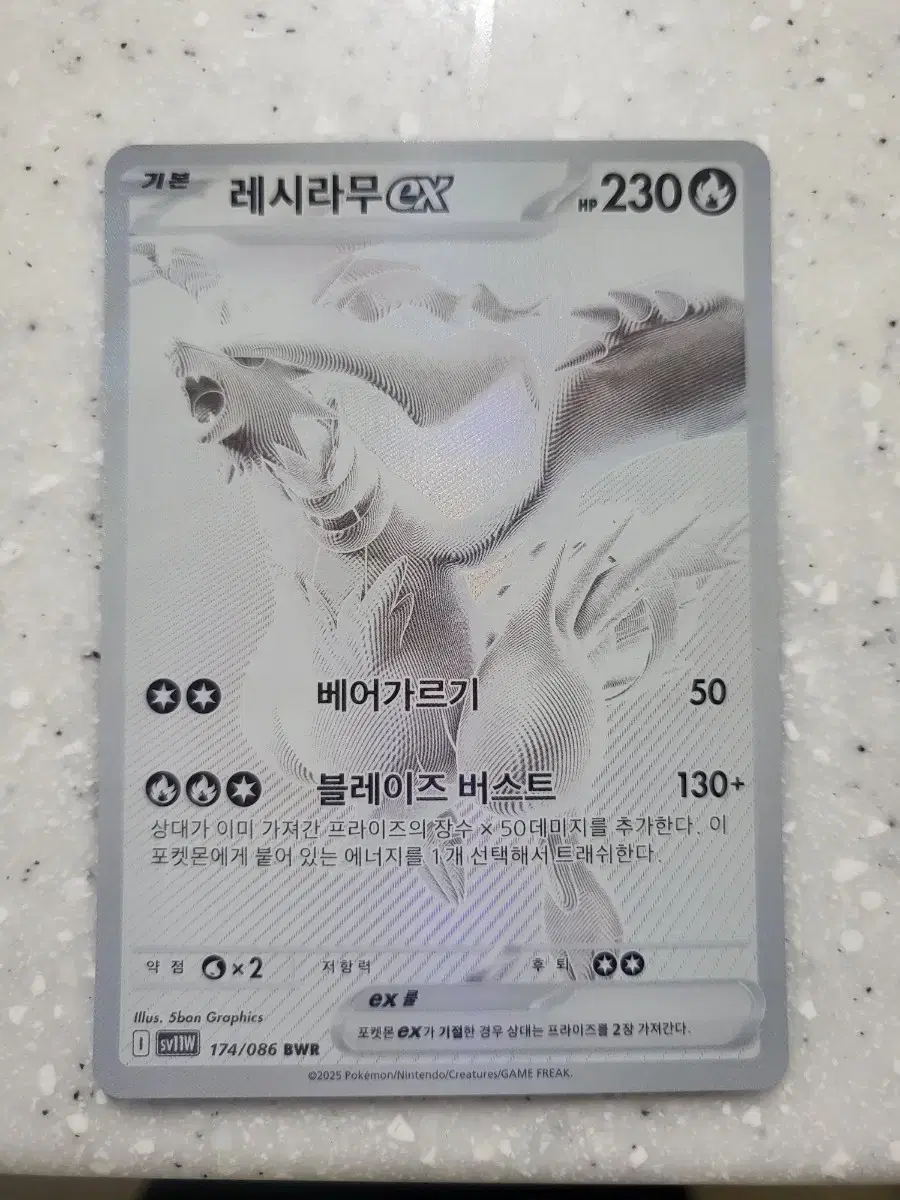 기본 레시라무 ex HP 230
베어가르기 50
블레이즈 버스트 130+
상대가 이미 가져간 프라이즈의 장수 × 50데미지를 추가한다. 이
포켓몬에게 붙어 있는 에너지를 1개 선택해서 트래쉬한다.
약점 ×2 저항력 후퇴
ex 룰
포켓몬 ex가 기절한 경우 상대는 프라이즈를 2장 가져간다.
Illus. 5ban Graphics
I SV11W 174/086 BWR
©2025 Pokémon/Nintendo/Creatures/GAME FREAK.